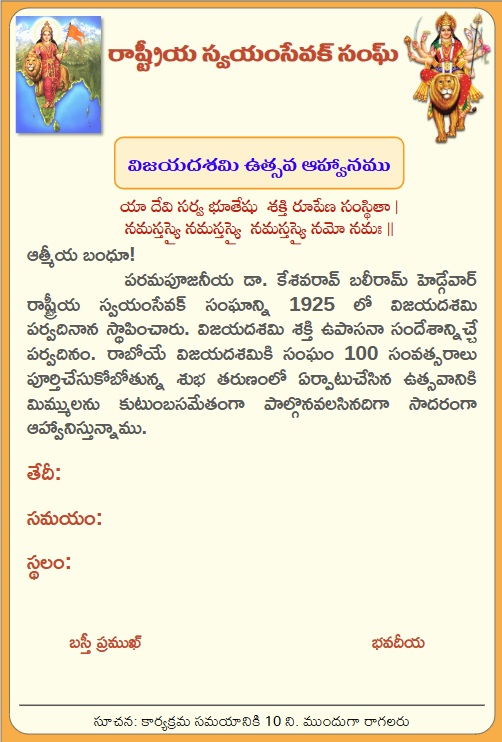 రాష్ట్రీయ స్వయంసేవక్ సంఘ్
విజయదశమి ఉత్సవ ఆహ్వానము
యా దేవి సర్వ భూతేషు శక్తి రూపేణ సంస్థితా |
నమస్తస్యై నమస్తస్యై నమస్తస్యై నమో నమః ||
ఆత్మీయ బంధూ!
పరమపూజనీయ డా. కేశవరావ్ బలీరామ్ హెడ్గేవార్
రాష్ట్రీయ స్వయంసేవక్ సంఘాన్ని 1925 లో విజయదశమి
పర్వదినాన స్థాపించారు. విజయదశమి శక్తి ఉపాసనా సందేశాన్నిచ్చే
పర్వదినం. రాబోయే విజయదశమికి సంఘం 100 సంవత్సరాలు
పూర్తిచేసుకోబోతున్న శుభ తరుణంలో ఏర్పాటుచేసిన ఉత్సవానికి
మిమ్ములను కుటుంబసమేతంగా పాల్గొనవలసినదిగా సాదరంగా
ఆహ్వానిస్తున్నాము.
తేదీ:
సమయం:
స్థలం:
బస్తీ ప్రముఖ్ భవదీయ
సూచన: కార్యక్రమ సమయానికి 10 ని. ముందుగా రాగలరు